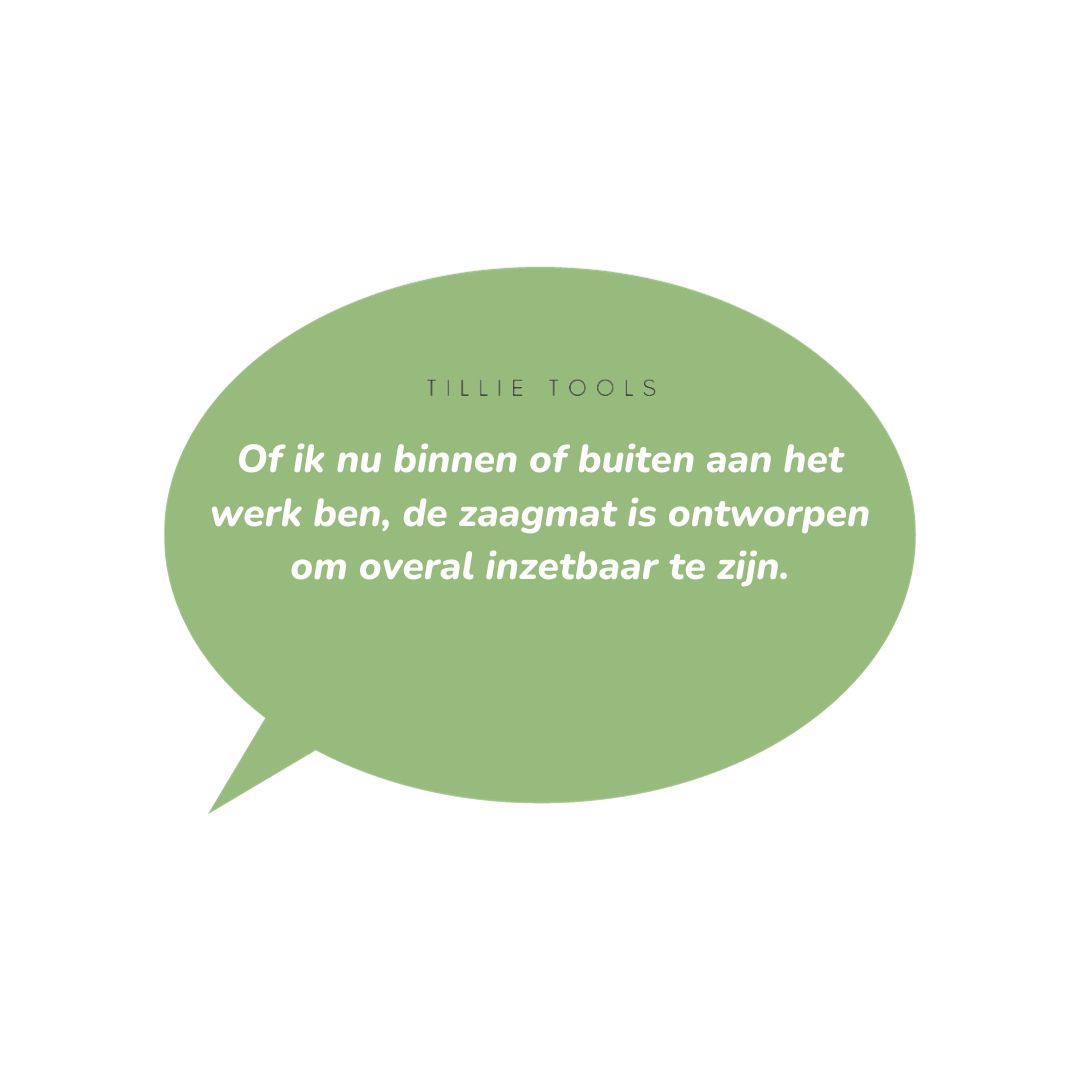 TILLIE TOOLS
Of ik nu binnen of buiten aan het
werk ben, de zaagmat is ontworpen
om overal inzetbaar te zijn.